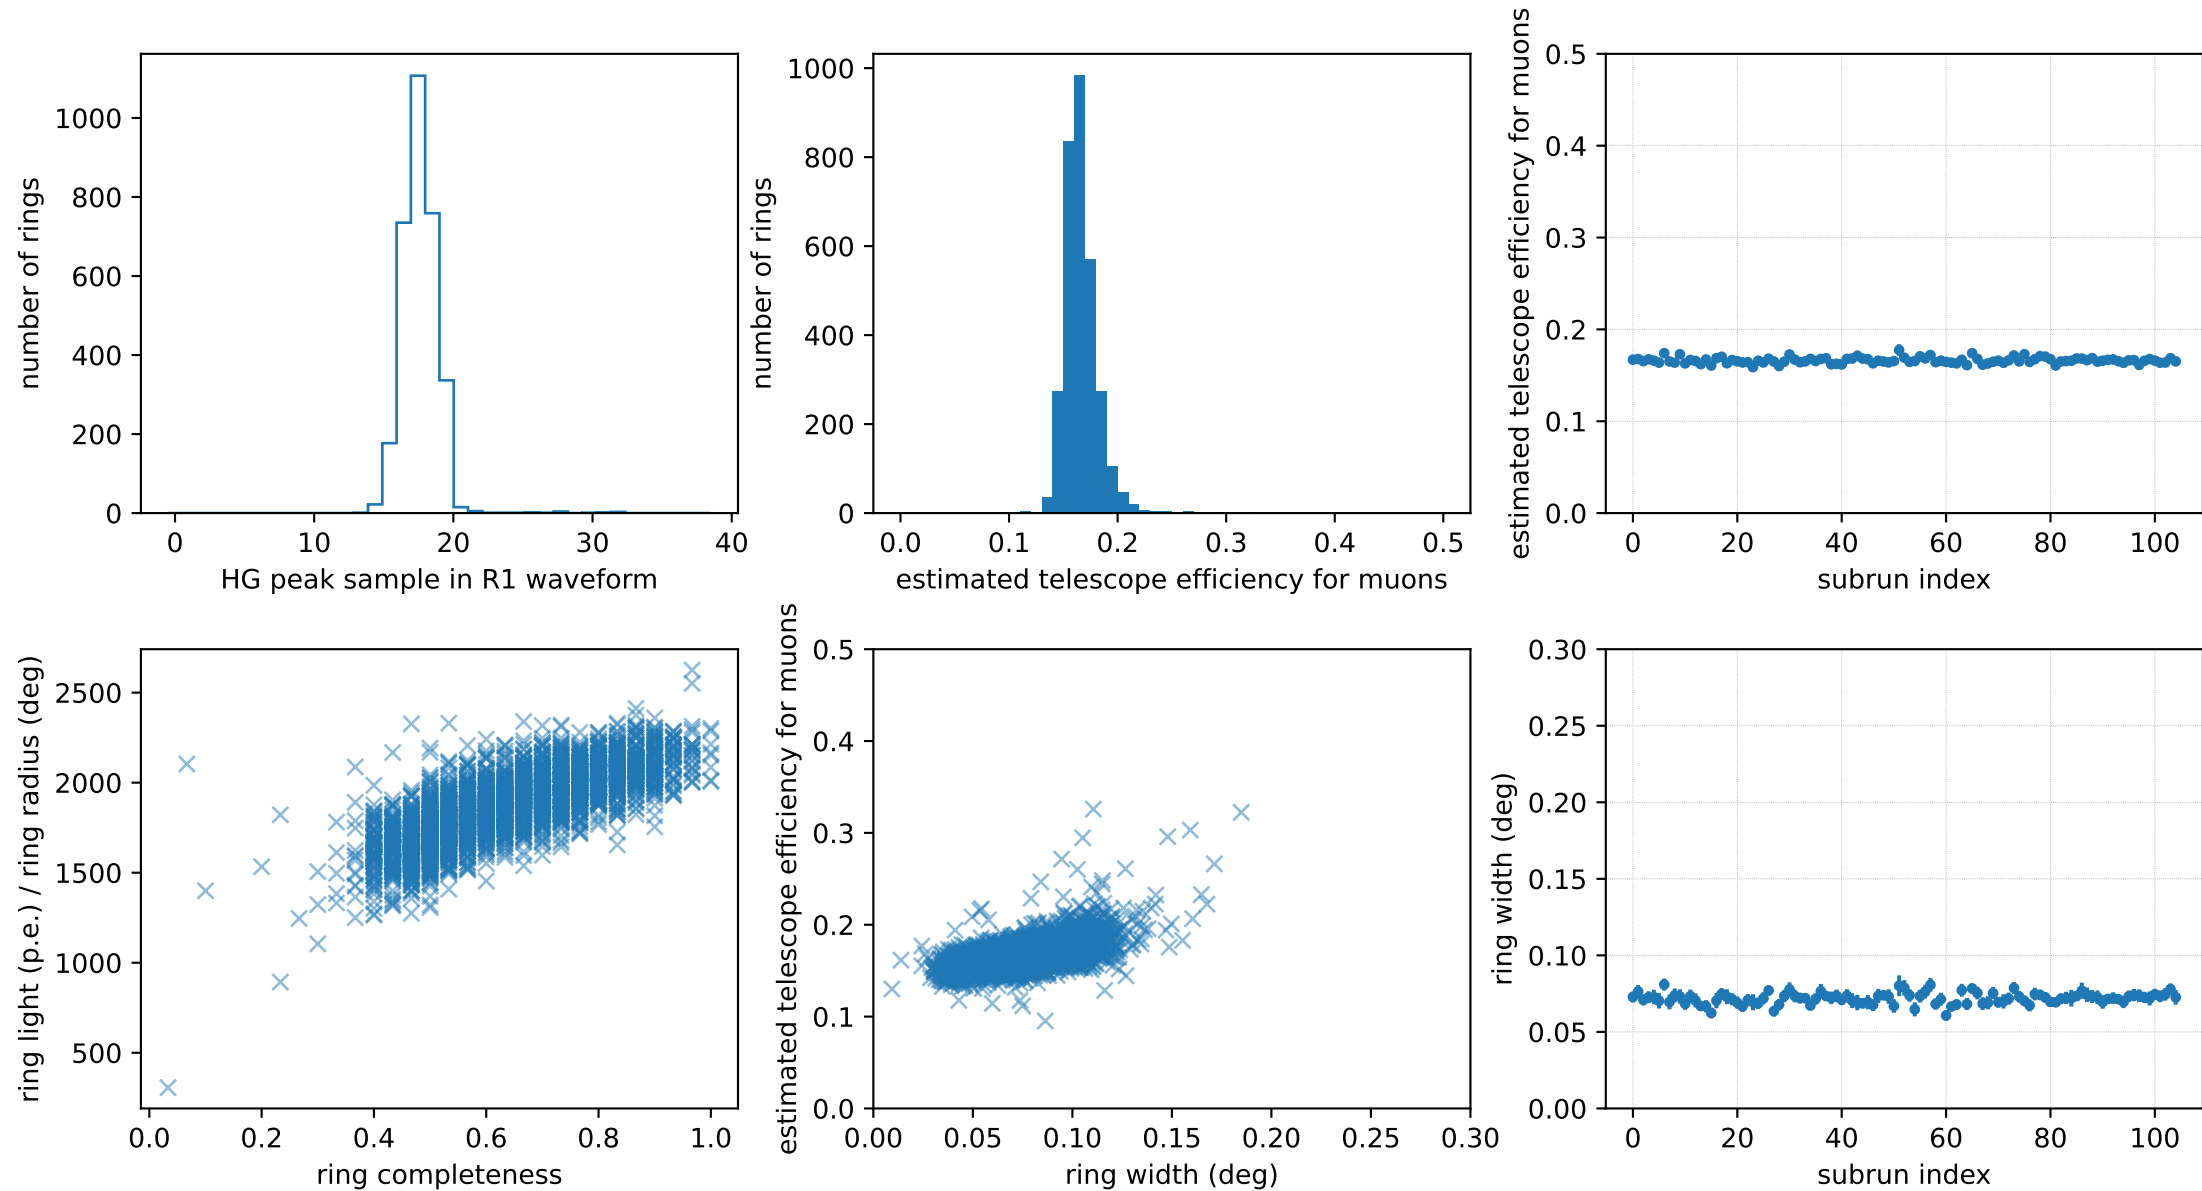 number of rings
1000
800
600
400
200
0
0 10 20 30 40
HG peak sample in R1 waveform
number of rings
1000
800
600
400
200
0
0.0 0.1 0.2 0.3 0.4 0.5
estimated telescope efficiency for muons
estimated telescope efficiency for muons
0.5
0.4
0.3
0.2
0.1
0.0
0 20 40 60 80 100
subrun index
ring light (p.e.) / ring radius (deg)
2500
2000
1500
1000
500
0.0 0.2 0.4 0.6 0.8 1.0
ring completeness
estimated telescope efficiency for muons
0.5
0.4
0.3
0.2
0.1
0.0
0.00 0.05 0.10 0.15 0.20 0.25 0.30
ring width (deg)
ring width (deg)
0.30
0.25
0.20
0.15
0.10
0.05
0.00
0 20 40 60 80 100
subrun index